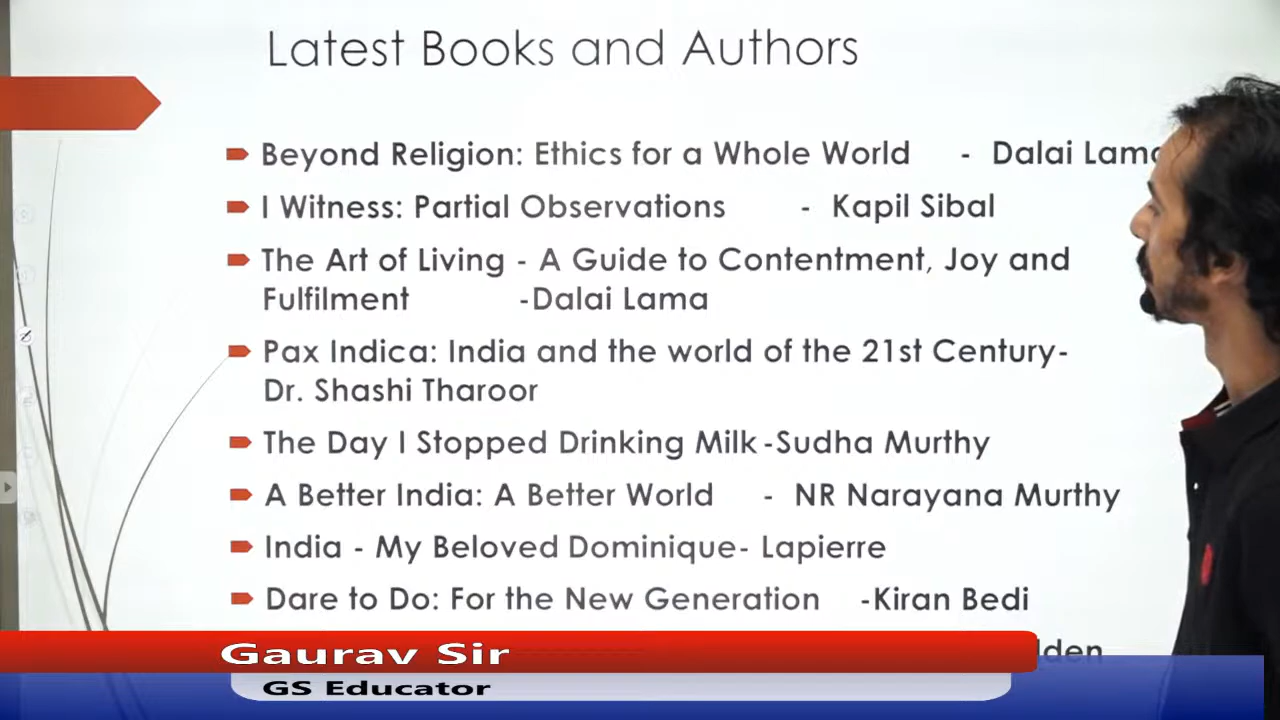 Latest Books and Authors
Beyond Religion: Ethics for a Whole World - Dalai Lama
I Witness: Partial Observations - Kapil Sibal
The Art of Living - A Guide to Contentment, Joy and
Fulfilment -Dalai Lama
Pax Indica: India and the world of the 21st Century-
Dr. Shashi Tharoor
The Day I Stopped Drinking Milk -Sudha Murthy
A Better India: A Better World - NR Narayana Murthy
India - My Beloved Dominique- Lapierre
Dare to Do: For the New Generation -Kiran Bedi
Gaurav Sir
GS Educator